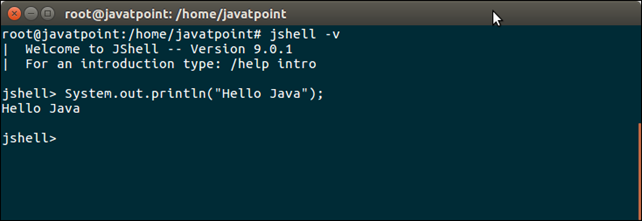 root@javatpoint: /home/javatpoint
root@javatpoint:/home/javatpoint# jshell -v
|  Welcome to JShell -- Version 9.0.1
|  For an introduction type: /help intro
jshell> System.out.println("Hello Java");
Hello Java
jshell>